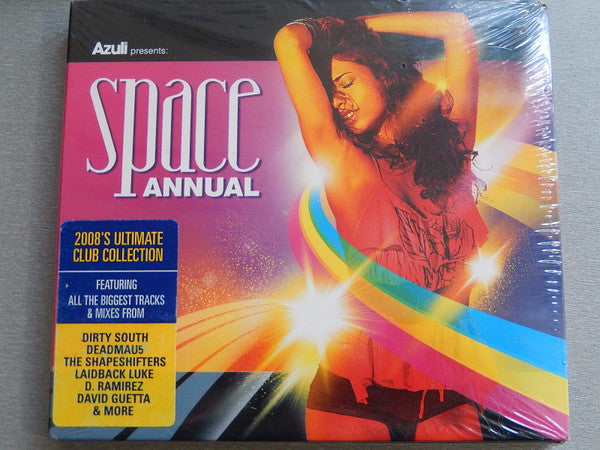 Azuli presents:
space
ANNUAL
2008'S ULTIMATE
CLUB COLLECTION
FEATURING
ALL THE BIGGEST TRACKS
& MIXES FROM
DIRTY SOUTH
DEADMAU5
THE SHAPESHIFTERS
LAIDBACK LUKE
D. RAMIREZ
DAVID GUETTA
& MORE